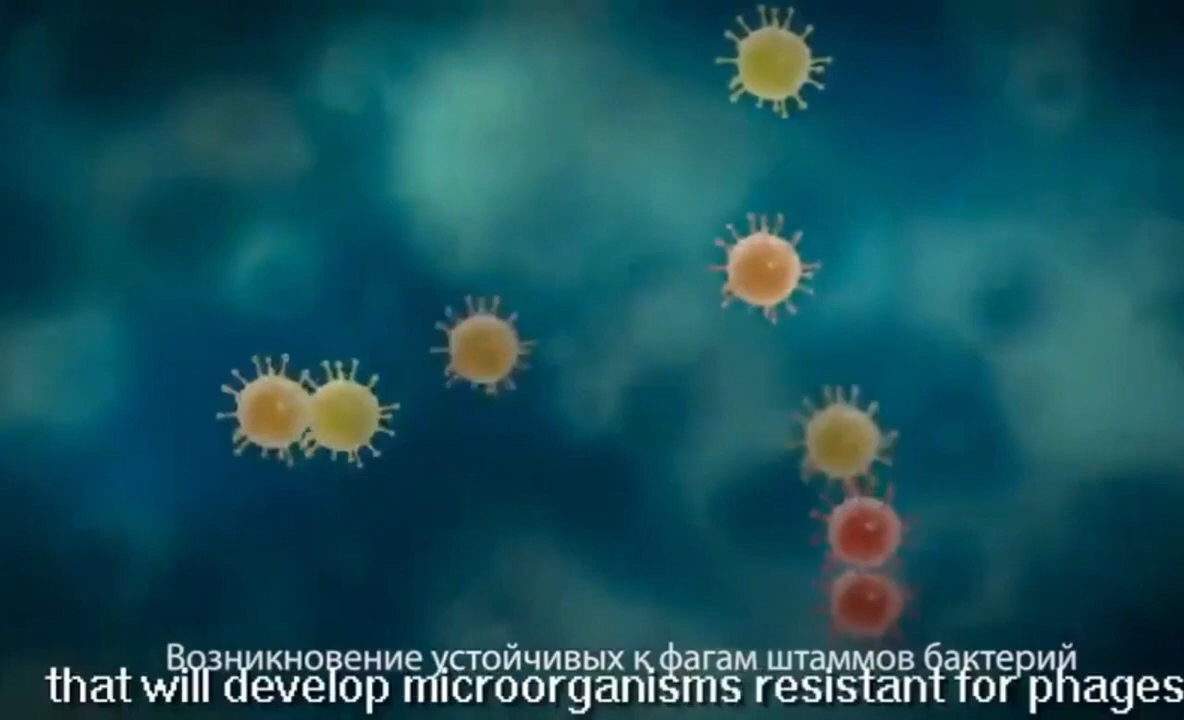 Возникновение устойчивых к фагам штаммов бактерий
that will develop microorganisms resistant for phages